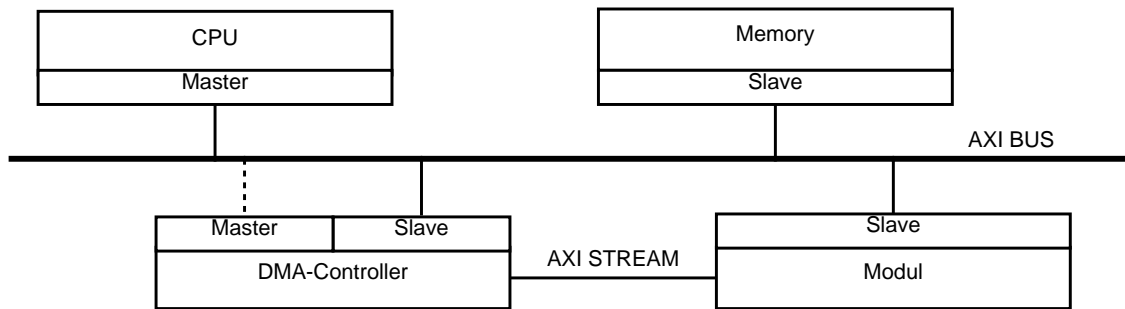 CPU
Memory
Master
Slave
AXI BUS
Master
Slave
Slave
DMA-Controller
AXI STREAM
Modul